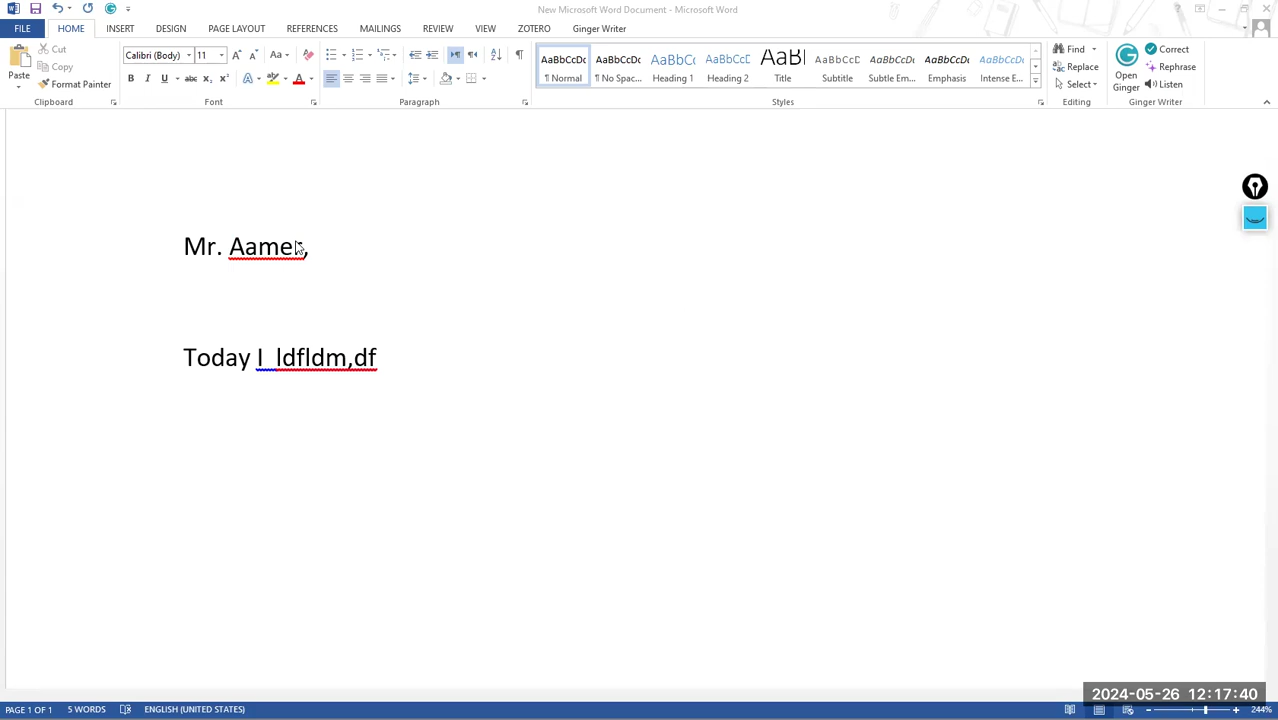 New Microsoft Word Document - Microsoft Word
FILE HOME INSERT DESIGN PAGE LAYOUT REFERENCES MAILINGS REVIEW VIEW ZOTERO Ginger Writer
Paste Cut Copy Format Painter
Clipboard
Calibri (Body) 11
Font
Paragraph
AaBbCcDc AaBbCcDc AaBbCc AaBbCcC AaBl AaBbCcC AaBbCcDc AaBbCcDc AaBbCcDc
¶ Normal ¶ No Spac... Heading 1 Heading 2 Title Subtitle Subtle Em... Emphasis Intense E...
Styles
Find Replace Select
Editing
Open Ginger Correct Rephrase Listen
Ginger Writer
Mr. Aamer,
Today I ldfldm,df
2024-05-26 12:17:40
PAGE 1 OF 1 5 WORDS ENGLISH (UNITED STATES) 244%